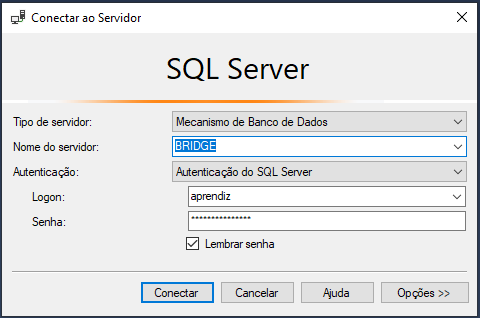 Conectar ao Servidor
SQL Server
Tipo de servidor: Mecanismo de Banco de Dados
Nome do servidor: BRIDGE
Autenticação: Autenticação do SQL Server
Logon: aprendiz
Senha: ***************
Lembrar senha
Conectar Cancelar Ajuda Opções >>